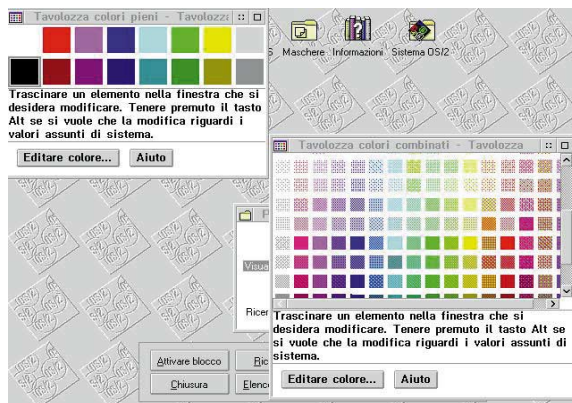 Tavolozza colori pieni - Tavolozz
Maschere
Informazioni
Sistema OS/2
Trascinare un elemento nella finestra che si
desidera modificare. Tenere premuto il tasto
Alt se si vuole che la modifica riguardi i
valori assunti di sistema.
Editare colore...
Aiuto
Tavolozza colori combinati - Tavolozza
Visua
Ricer
Trascinare un elemento nella finestra che si
desidera modificare. Tenere premuto il tasto Alt se
si vuole che la modifica riguardi i valori assunti di
sistema.
Editare colore...
Aiuto
Attivare blocco
Ric
Chiusura
Elenco